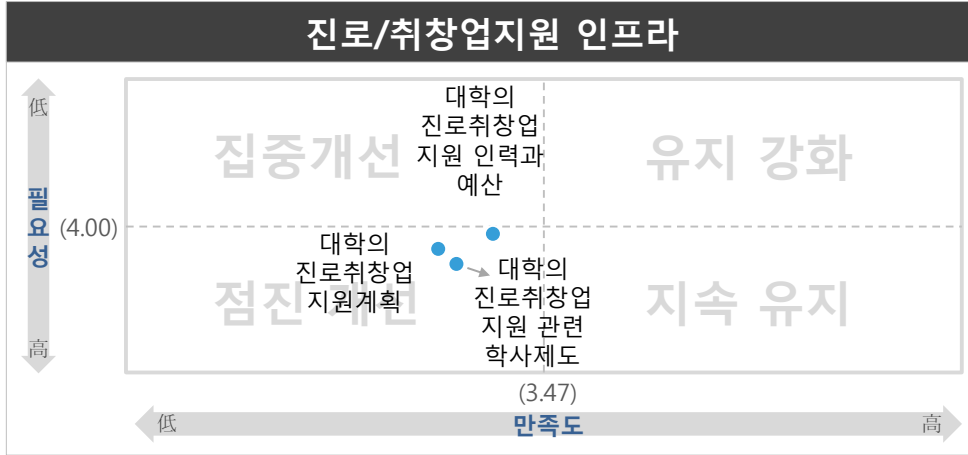 진로/취창업지원 인프라
低
필
요
성
(4.00)
高
집중개선
유지 강화
점진 개선
지속 유지
대학의
진로취창업
지원 인력과
예산
대학의
진로취창업
지원계획
대학의
진로취창업
지원 관련
학사제도
(3.47)
低
만족도
高